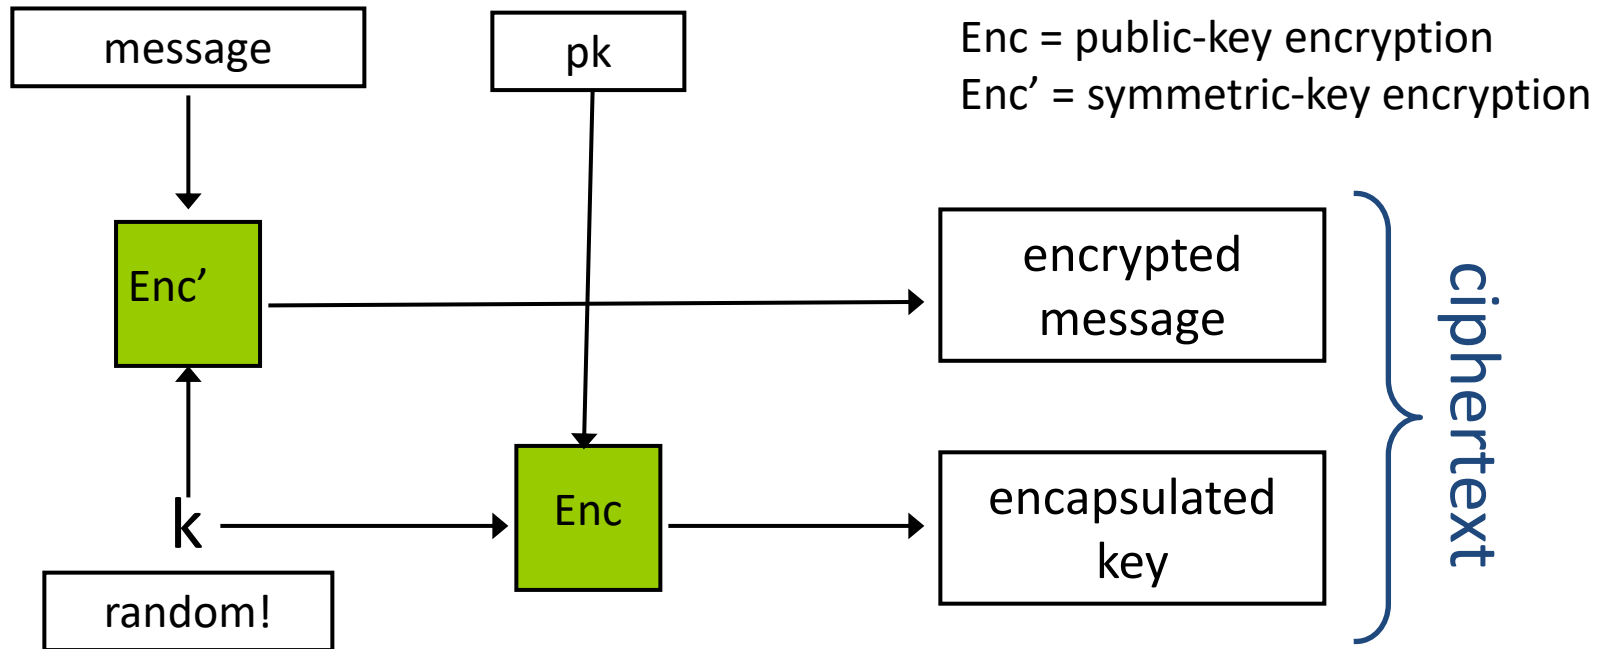 message
pk
Enc = public-key encryption
Enc’ = symmetric-key encryption
Enc’
encrypted
message
k
random!
Enc
encapsulated
key
ciphertext